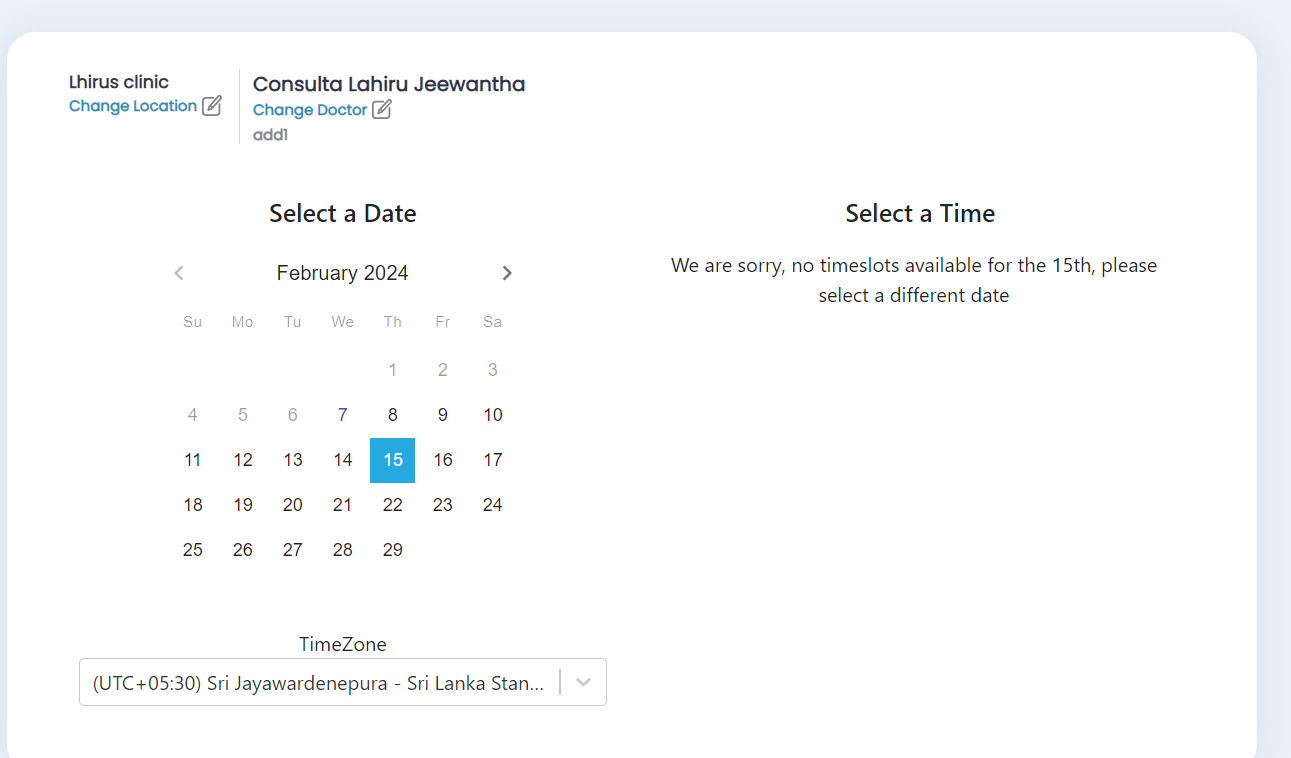 Lhirus clinic
Change Location
Consulta Lahiru Jeewantha
Change Doctor
add1
Select a Date
February 2024
Su Mo Tu We Th Fr Sa
1 2 3
4 5 6 7 8 9 10
11 12 13 14 15 16 17
18 19 20 21 22 23 24
25 26 27 28 29
TimeZone
(UTC+05:30) Sri Jayawardenepura - Sri Lanka Stan...
Select a Time
We are sorry, no timeslots available for the 15th, please
select a different date